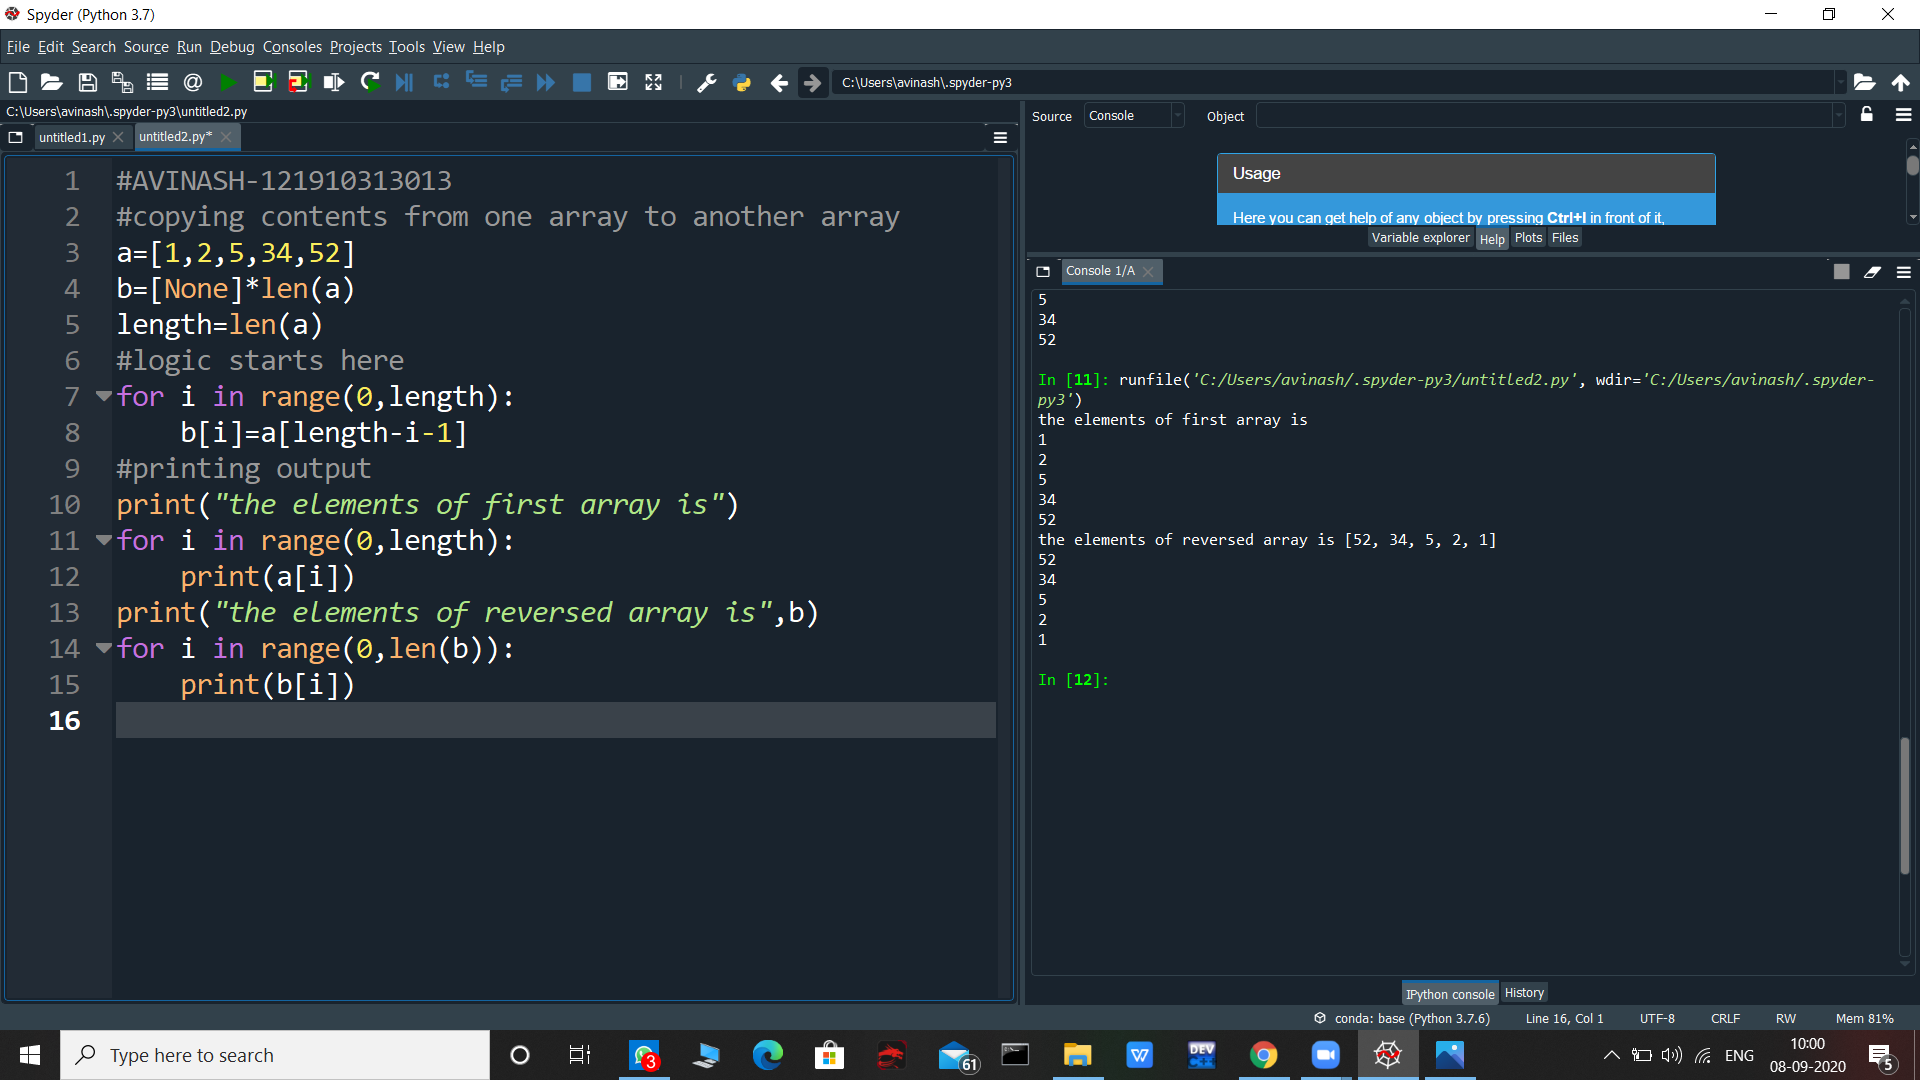 Spyder (Python 3.7)
File Edit Search Source Run Debug Consoles Projects Tools View Help
C:\Users\avinash\.spyder-py3
C:\Users\avinash\.spyder-py3\untitled2.py
untitled1.py
untitled2.py*
1 #AVINASH-121910313013
2 #copying contents from one array to another array
3 a=[1,2,5,34,52]
4 b=[None]*len(a)
5 length=len(a)
6 #logic starts here
7 for i in range(0,length):
8     b[i]=a[length-i-1]
9 #printing output
10 print("the elements of first array is")
11 for i in range(0,length):
12     print(a[i])
13 print("the elements of reversed array is",b)
14 for i in range(0,len(b)):
15     print(b[i])
16
Source Console Object
Usage
Here you can get help of any object by pressing Ctrl+I in front of it,
Variable explorer Help Plots Files
Console 1/A
5
34
52
In [11]: runfile('C:/Users/avinash/.spyder-py3/untitled2.py', wdir='C:/Users/avinash/.spyder-
py3')
the elements of first array is
1
2
5
34
52
the elements of reversed array is [52, 34, 5, 2, 1]
52
34
5
2
1
In [12]:
IPython console History
conda: base (Python 3.7.6) Line 16, Col 1 UTF-8 CRLF RW Mem 81%
Type here to search
3
61
W
DEV
C++
ENG
10:00
08-09-2020
5